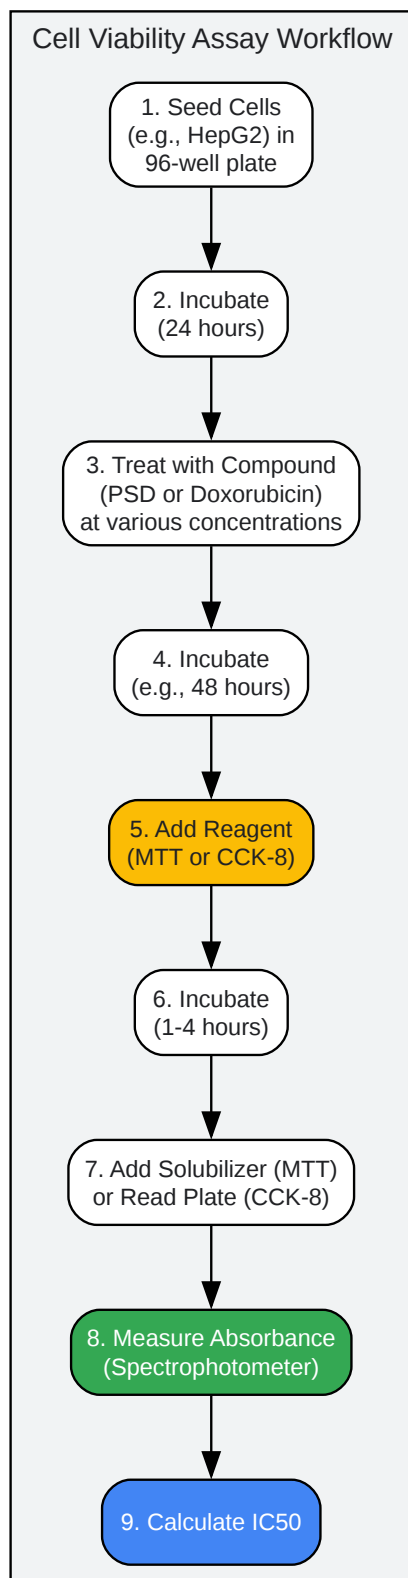 Cell Viability Assay Workflow
1. Seed Cells
(e.g., HepG2) in
96-well plate
2. Incubate
(24 hours)
3. Treat with Compound
(PSD or Doxorubicin)
at various concentrations
4. Incubate
(e.g., 48 hours)
5. Add Reagent
(MTT or CCK-8)
6. Incubate
(1-4 hours)
7. Add Solubilizer (MTT)
or Read Plate (CCK-8)
8. Measure Absorbance
(Spectrophotometer)
9. Calculate IC50